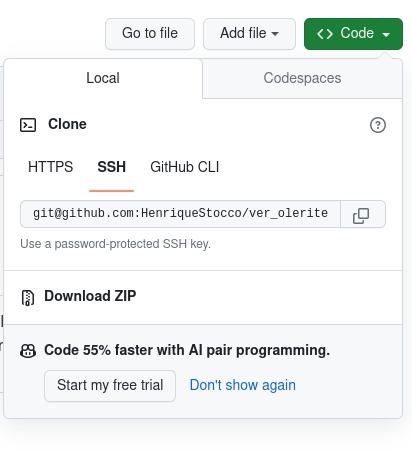 Go to file Add file Code
Local Codespaces
Clone
HTTPS SSH GitHub CLI
git@github.com:HenriqueStocco/ver_olerite
Use a password-protected SSH key.
Download ZIP
Code 55% faster with AI pair programming.
Start my free trial Don't show again